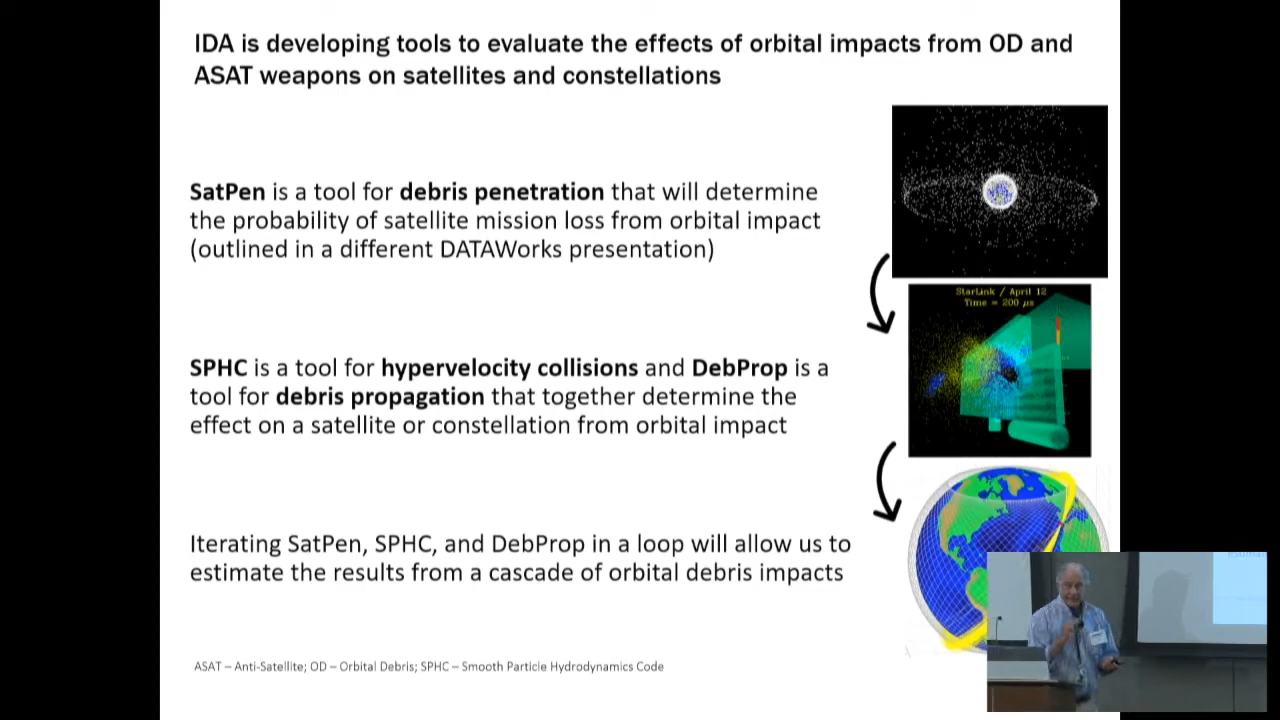 IDA is developing tools to evaluate the effects of orbital impacts from OD and
ASAT weapons on satellites and constellations
SatPen is a tool for debris penetration that will determine
the probability of satellite mission loss from orbital impact
(outlined in a different DATAWorks presentation)
StarLink / April 12
Time = 200 µs
SPHC is a tool for hypervelocity collisions and DebProp is a
tool for debris propagation that together determine the
effect on a satellite or constellation from orbital impact
Iterating SatPen, SPHC, and DebProp in a loop will allow us to
estimate the results from a cascade of orbital debris impacts
ASAT – Anti-Satellite; OD – Orbital Debris; SPHC – Smooth Particle Hydrodynamics Code